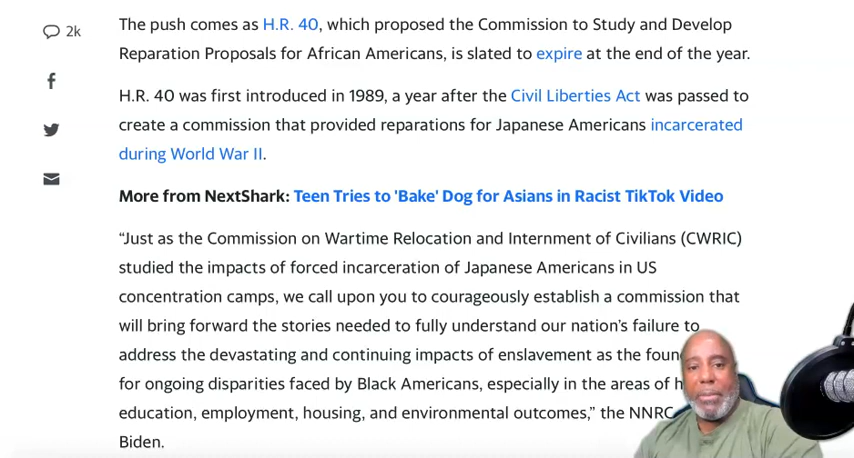 The push comes as H.R. 40, which proposed the Commission to Study and Develop
2k
Reparation Proposals for African Americans, is slated to expire at the end of the year.
H.R. 40 was first introduced in 1989, a year after the Civil Liberties Act was passed to
create a commission that provided reparations for Japanese Americans incarcerated
during World War II.
More from NextShark: Teen Tries to 'Bake' Dog for Asians in Racist TikTok Video
“Just as the Commission on Wartime Relocation and Internment of Civilians (CWRIC)
studied the impacts of forced incarceration of Japanese Americans in US
concentration camps, we call upon you to courageously establish a commission that
will bring forward the stories needed to fully understand our nation’s failure to
address the devastating and continuing impacts of enslavement as the
for ongoing disparities faced by Black Americans, especially in the areas of
education, employment, housing, and environmental outcomes,” the NNRC
Biden.